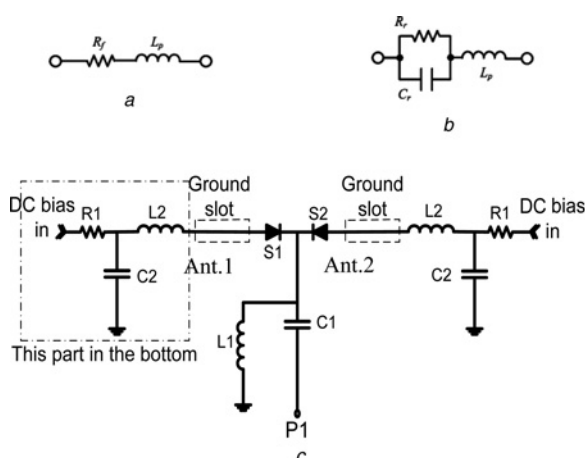 Rf
Lp
a
Rr
Cr
Lp
b
DC bias in
R1
L2
Ground slot
S1
S2
Ground slot
L2
R1
DC bias in
C2
Ant.1
Ant.2
C2
This part in the bottom
L1
C1
P1
c